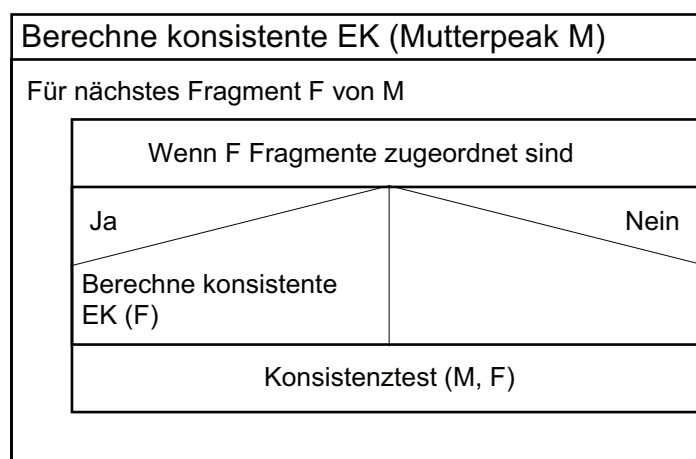 Berechne konsistente EK (Mutterpeak M)
Für nächstes Fragment F von M
Wenn F Fragmente zugeordnet sind
Ja
Nein
Berechne konsistente
EK (F)
Konsistenztest (M, F)